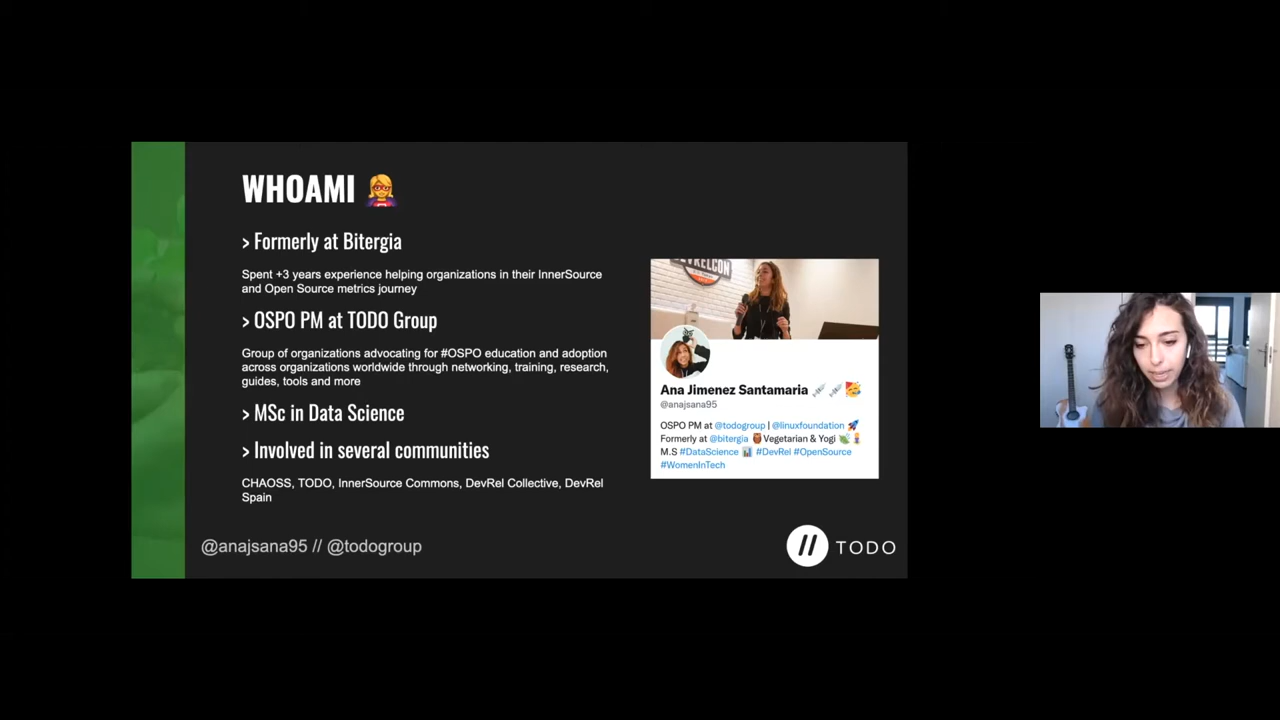 WHOAMI
> Formerly at Bitergia
Spent +3 years experience helping organizations in their InnerSource
and Open Source metrics journey
> OSPO PM at TODO Group
Group of organizations advocating for #OSPO education and adoption
across organizations worldwide through networking, training, research,
guides, tools and more
> MSc in Data Science
> Involved in several communities
CHAOSS, TODO, InnerSource Commons, DevRel Collective, DevRel
Spain
@anajsana95 // @todogroup
DEVRELCON
Ana Jimenez Santamaria
@anajsana95
OSPO PM at @todogroup | @linuxfoundation
Formerly at @bitergia Vegetarian & Yogi
M.S #DataScience #DevRel #OpenSource
#WomenInTech
TODO